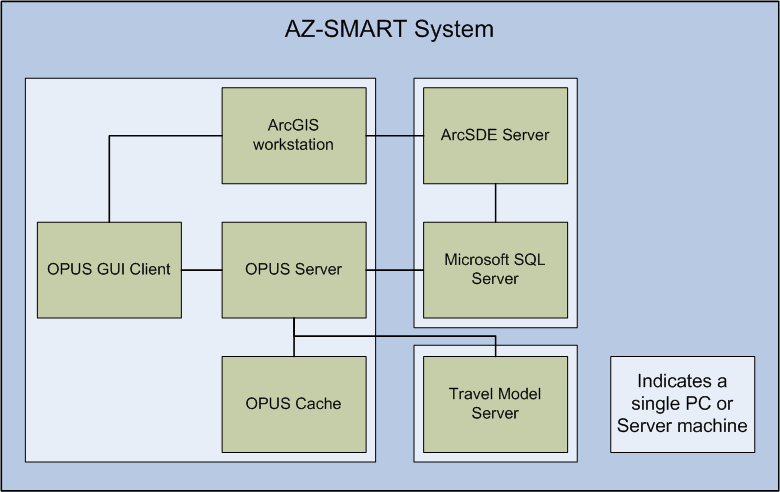 AZ-SMART System
ArcGIS
workstation
ArcSDE Server
OPUS GUI Client
OPUS Server
Microsoft SQL
Server
OPUS Cache
Travel Model
Server
Indicates a
single PC or
Server machine